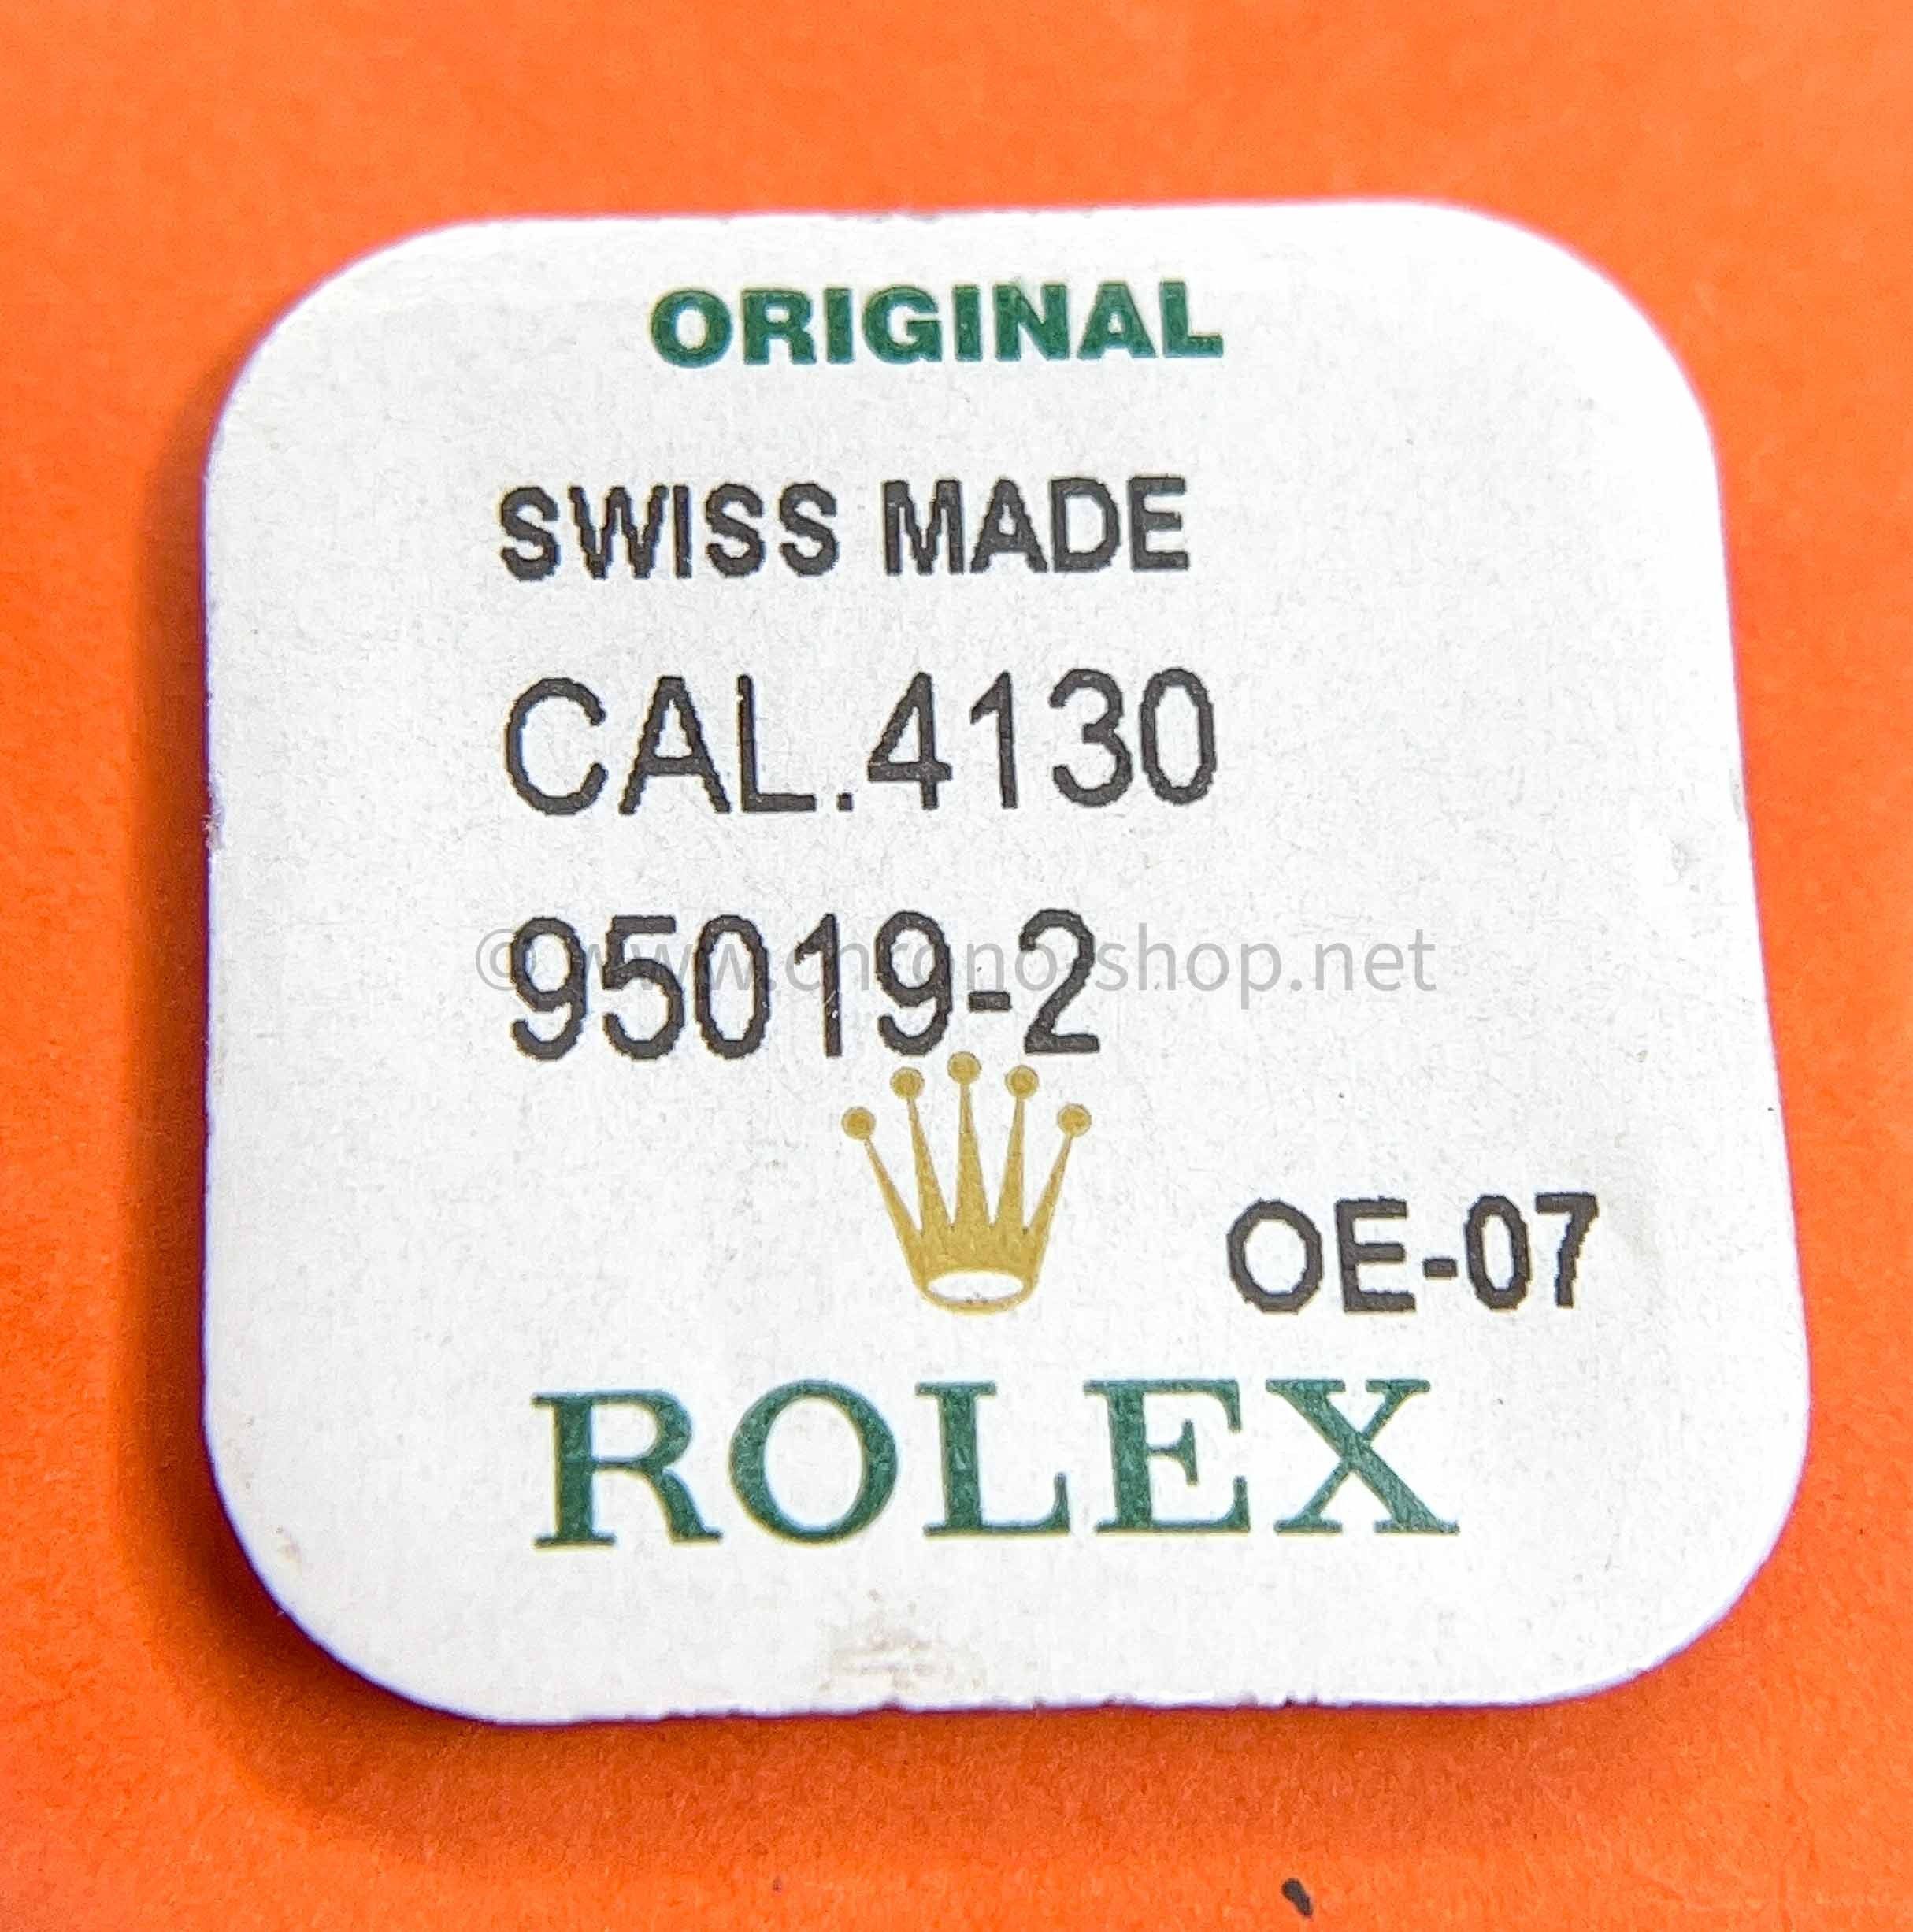 ORIGINAL
SWISS MADE
CAL.4130
95019-2
© www.chrono-shop.net
OE-07
ROLEX